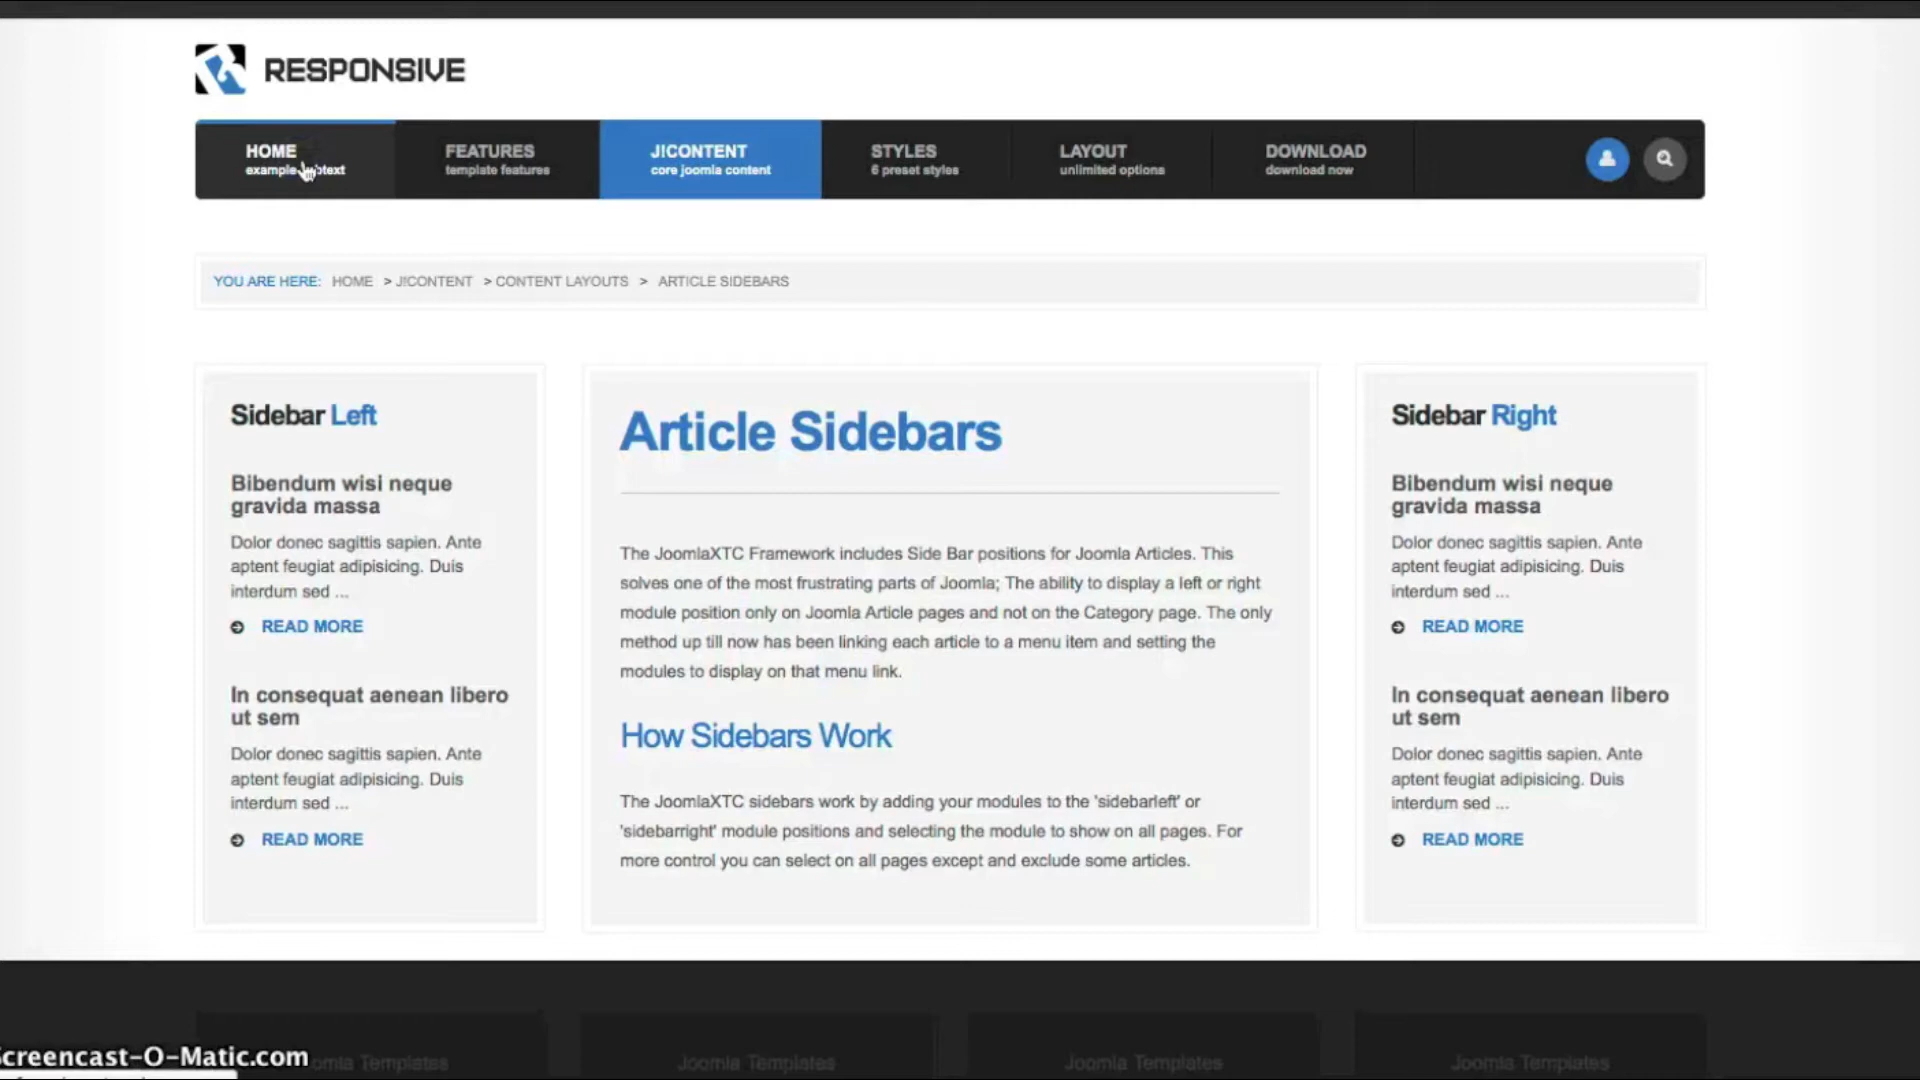 RESPONSIVE
HOME
FEATURES
J!CONTENT
STYLES
LAYOUT
DOWNLOAD
example
template features
core joomla content
6 preset styles
unlimited options
download now
YOU ARE HERE: HOME > J!CONTENT > CONTENT LAYOUTS > ARTICLE SIDEBARS
Sidebar Left
Bibendum wisi neque
gravida massa
Dolor donec sagittis sapien. Ante
aptent feugiat adipisicing. Duis
interdum sed ...
READ MORE
In consequat aenean libero
ut sem
Dolor donec sagittis sapien. Ante
aptent feugiat adipisicing. Duis
interdum sed ...
READ MORE
Article Sidebars
The JoomlaXTC Framework includes Side Bar positions for Joomla Articles. This
solves one of the most frustrating parts of Joomla; The ability to display a left or right
module position only on Joomla Article pages and not on the Category page. The only
method up till now has been linking each article to a menu item and setting the
modules to display on that menu link.
How Sidebars Work
The JoomlaXTC sidebars work by adding your modules to the 'sidebarleft' or
'sidebarright' module positions and selecting the module to show on all pages. For
more control you can select on all pages except and exclude some articles.
Sidebar Right
Bibendum wisi neque
gravida massa
Dolor donec sagittis sapien. Ante
aptent feugiat adipisicing. Duis
interdum sed ...
READ MORE
In consequat aenean libero
ut sem
Dolor donec sagittis sapien. Ante
aptent feugiat adipisicing. Duis
interdum sed ...
READ MORE
creencast-O-Matic.com
omla Templates
Joomla Templates
Joomla Templates
Joomla Templates